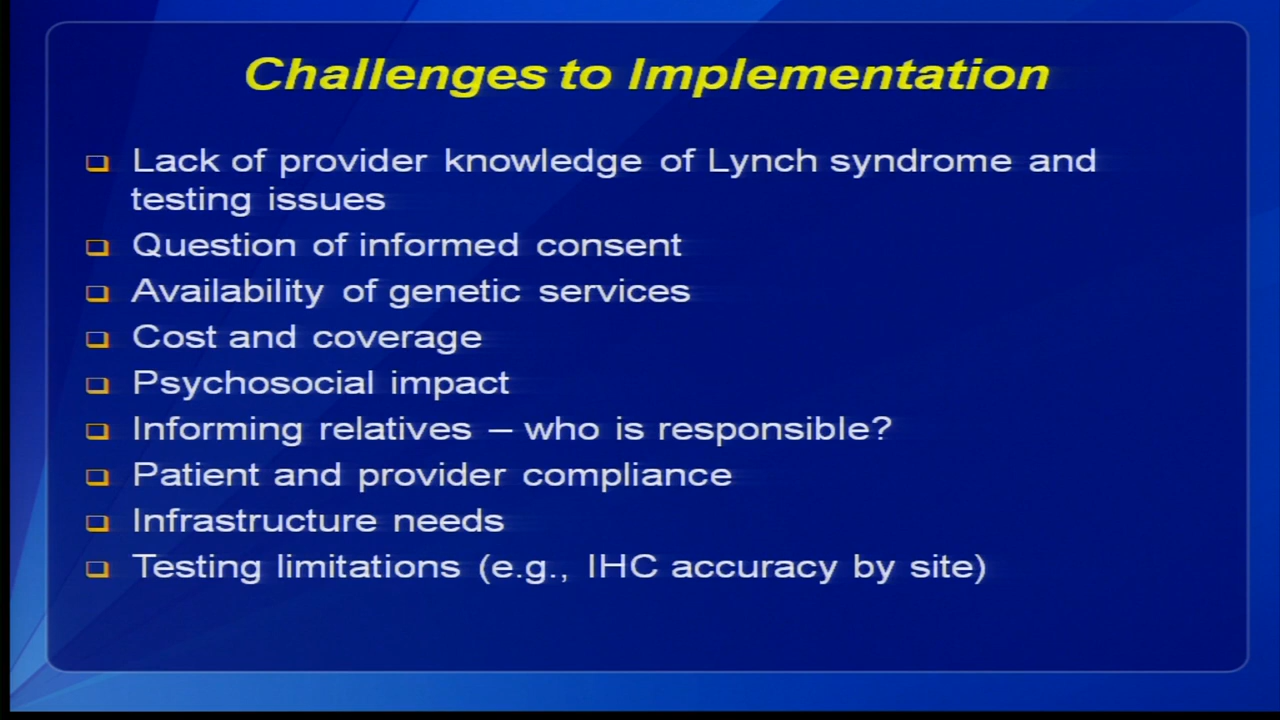 Challenges to Implementation
Lack of provider knowledge of Lynch syndrome and
testing issues
Question of informed consent
Availability of genetic services
Cost and coverage
Psychosocial impact
Informing relatives – who is responsible?
Patient and provider compliance
Infrastructure needs
Testing limitations (e.g., IHC accuracy by site)